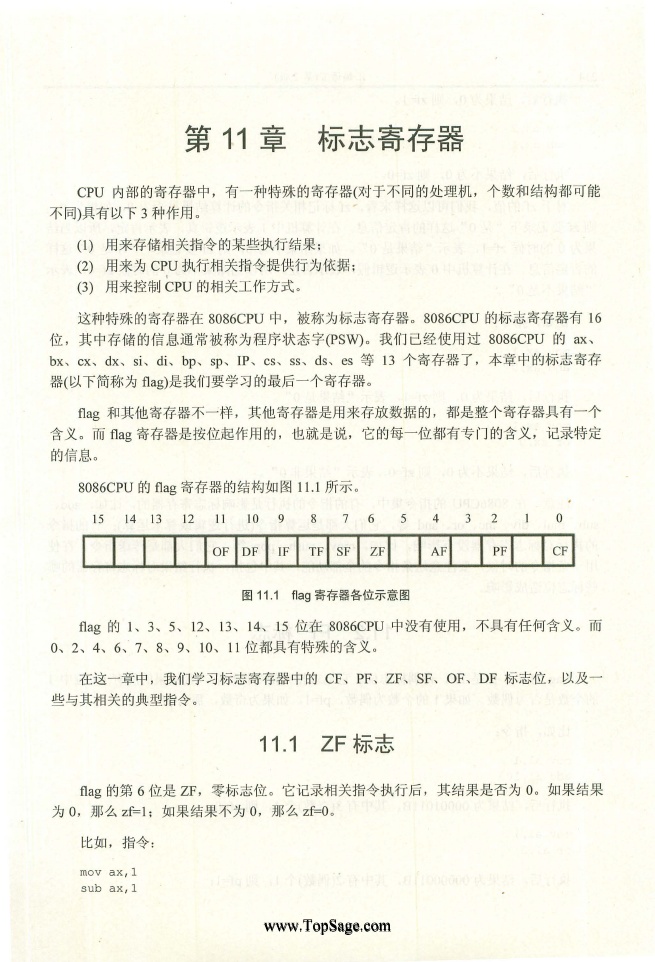 第 11 章 标志寄存器
CPU 内部的寄存器中，有一种特殊的寄存器(对于不同的处理机，个数和结构都可能
不同)具有以下 3 种作用。
(1) 用来存储相关指令的某些执行结果；
(2) 用来为 CPU 执行相关指令提供行为依据；
(3) 用来控制 CPU 的相关工作方式。
这种特殊的寄存器在 8086CPU 中，被称为标志寄存器。8086CPU 的标志寄存器有 16
位，其中存储的信息通常被称为程序状态字(PSW)。我们已经使用过 8086CPU 的 ax、
bx、cx、dx、si、di、bp、sp、IP、cs、ss、ds、es 等 13 个寄存器了，本章中的标志寄存
器(以下简称为 flag)是我们要学习的最后一个寄存器。
flag 和其他寄存器不一样，其他寄存器是用来存放数据的，都是整个寄存器具有一个
含义。而 flag 寄存器是按位起作用的，也就是说，它的每一位都有专门的含义，记录特定
的信息。
8086CPU 的 flag 寄存器的结构如图 11.1 所示。
15 14 13 12 11 10 9 8 7 6 5 4 3 2 1 0
OF DF IF TF SF ZF AF PF CF
图 11.1 flag 寄存器各位示意图
flag 的 1、3、5、12、13、14、15 位在 8086CPU 中没有使用，不具有任何含义。而
0、2、4、6、7、8、9、10、11 位都具有特殊的含义。
在这一章中，我们学习标志寄存器中的 CF、PF、ZF、SF、OF、DF 标志位，以及一
些与其相关的典型指令。
11.1 ZF 标志
flag 的第 6 位是 ZF，零标志位。它记录相关指令执行后，其结果是否为 0。如果结果
为 0，那么 zf=1；如果结果不为 0，那么 zf=0。
比如，指令：
mov ax,1
sub ax,1
www.TopSage.com